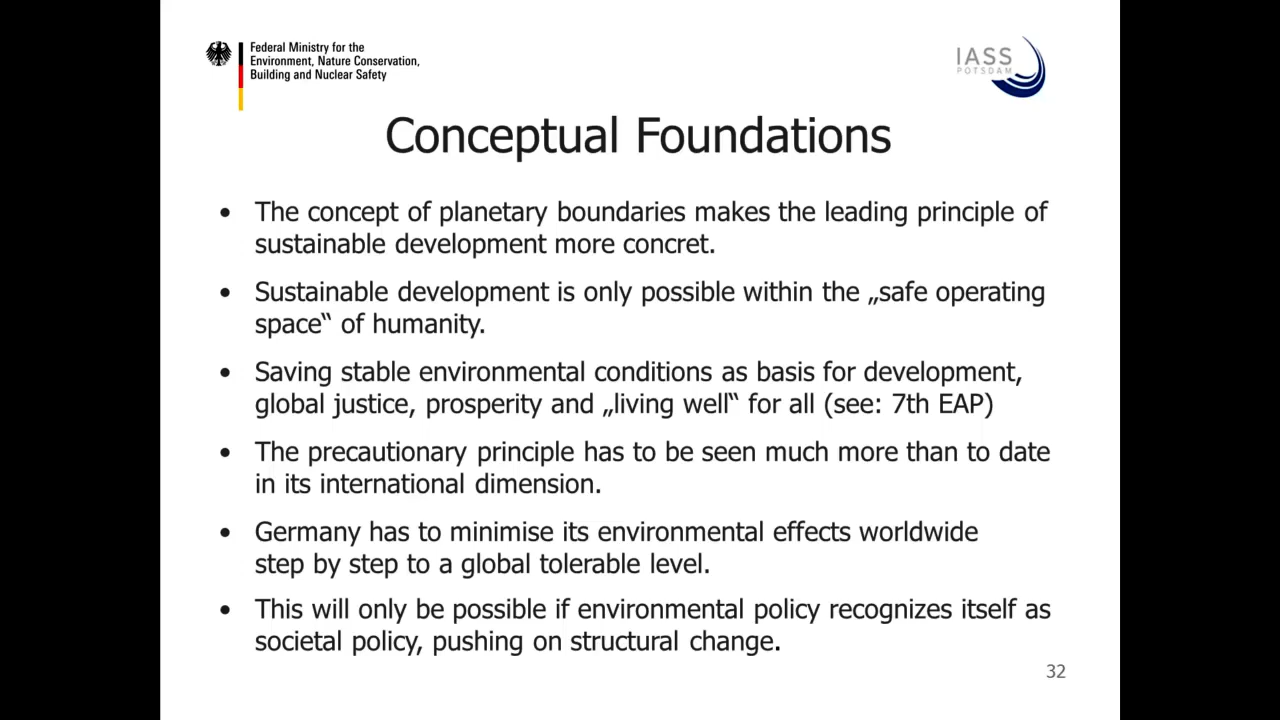 Federal Ministry for the
Environment, Nature Conservation,
Building and Nuclear Safety
IASS
POTSDAM
Conceptual Foundations
• The concept of planetary boundaries makes the leading principle of
sustainable development more concret.
• Sustainable development is only possible within the „safe operating
space‟ of humanity.
• Saving stable environmental conditions as basis for development,
global justice, prosperity and „living well‟ for all (see: 7th EAP)
• The precautionary principle has to be seen much more than to date
in its international dimension.
• Germany has to minimise its environmental effects worldwide
step by step to a global tolerable level.
• This will only be possible if environmental policy recognizes itself as
societal policy, pushing on structural change.
32